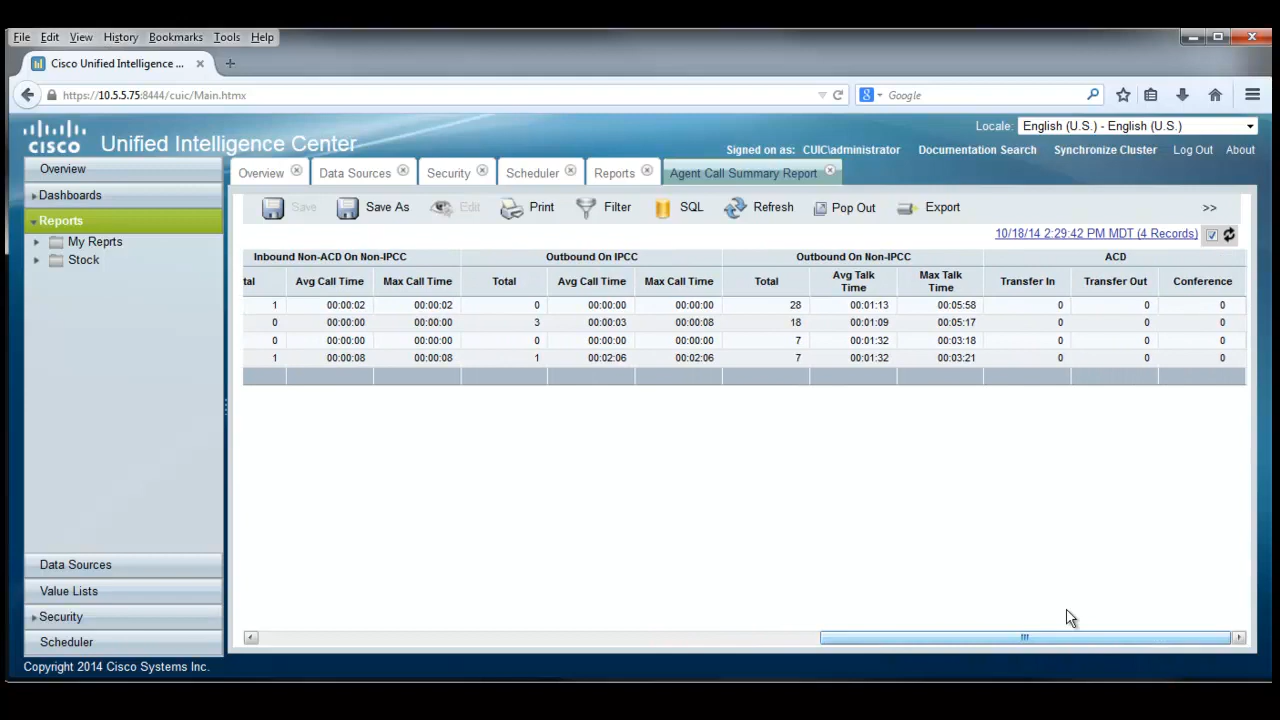 File Edit View History Bookmarks Tools Help
Cisco Unified Intelligence ...
https://10.5.5.75:8444/cuic/Main.htmx
Google
Locale: English (U.S.) - English (U.S.)
CISCO Unified Intelligence Center
Signed on as: CUIC\administrator Documentation Search Synchronize Cluster Log Out About
Overview
Dashboards
Reports
My Reprts
Stock
Data Sources
Value Lists
Security
Scheduler
Overview Data Sources Security Scheduler Reports Agent Call Summary Report
Save Save As Edit Print Filter SQL Refresh Pop Out Export >>
10/18/14 2:29:42 PM MDT (4 Records)
Inbound Non-ACD On Non-IPCC Outbound On IPCC Outbound On Non-IPCC ACD
tal Avg Call Time Max Call Time Total Avg Call Time Max Call Time Total Avg Talk Time Max Talk Time Transfer In Transfer Out Conference
1 00:00:02 00:00:02 0 00:00:00 00:00:00 28 00:01:13 00:05:58 0 0 0
0 00:00:00 00:00:00 3 00:00:03 00:00:08 18 00:01:09 00:05:17 0 0 0
0 00:00:00 00:00:00 0 00:00:00 00:00:00 7 00:01:32 00:03:18 0 0 0
1 00:00:08 00:00:08 1 00:02:06 00:02:06 7 00:01:32 00:03:21 0 0 0
Copyright 2014 Cisco Systems Inc.